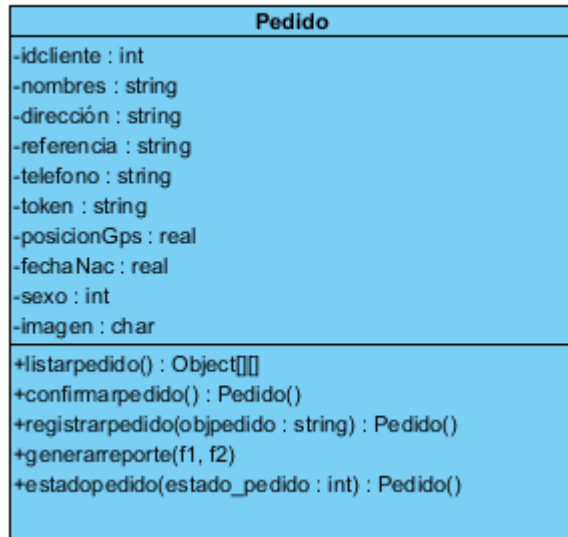 Pedido
-idcliente : int
-nombres : string
-dirección : string
-referencia : string
-telefono : string
-token : string
-posicionGps : real
-fechaNac : real
-sexo : int
-imagen : char
+listarpedido() : Object[][]
+confirmarpedido() : Pedido()
+registrarpedido(objpedido : string) : Pedido()
+generarreporte(f1, f2)
+estadopedido(estado_pedido : int) : Pedido()